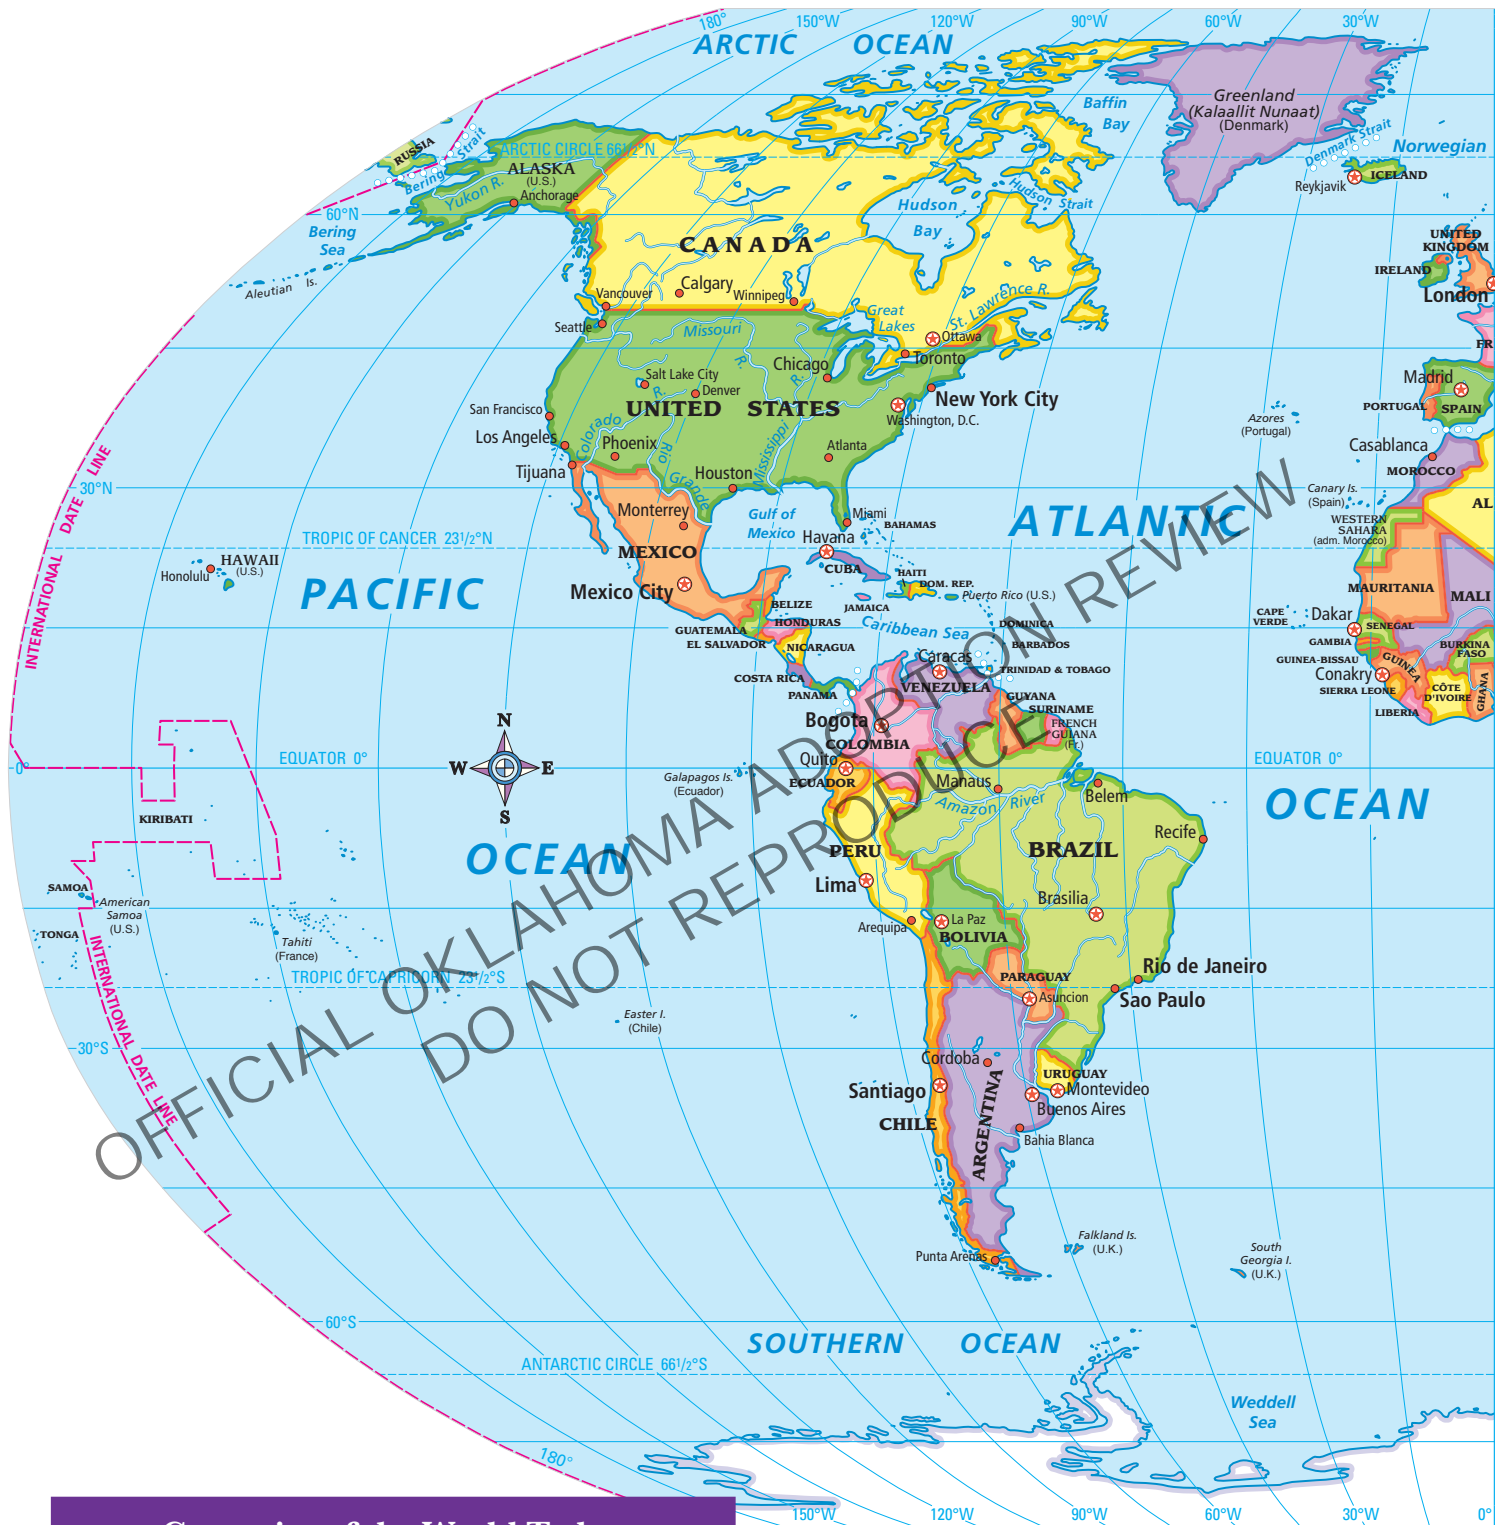 180°
150°W
120°W
90°W
60°W
30°W
ARCTIC OCEAN
Baffin
Bay
Greenland
(Kalaallit Nunaat)
(Denmark)
Denmark Strait
Norwegian
Reykjavik
ICELAND
RUSSIA
Bering Strait
ARCTIC CIRCLE 66½°N
ALASKA
(U.S.)
Yukon R.
Anchorage
60°N
Bering
Sea
Aleutian Is.
Hudson
Bay
Hudson Strait
CANADA
UNITED
KINGDOM
IRELAND
London
Vancouver
Calgary
Winnipeg
Seattle
Great
Lakes
St. Lawrence R.
Ottawa
Toronto
Missouri
R.
Chicago
FR
Salt Lake City
Denver
New York City
Washington, D.C.
UNITED STATES
San Francisco
Los Angeles
Colorado
R.
Phoenix
Tijuana
Rio
Grande
Houston
Mississippi
R.
Atlanta
Madrid
PORTUGAL
SPAIN
Azores
(Portugal)
Casablanca
MOROCCO
30°N
INTERNATIONAL DATE LINE
Monterrey
Gulf of
Mexico
Miami
BAHAMAS
ATLANTIC
Canary Is.
(Spain)
WESTERN
SAHARA
(adm. Morocco)
AL
TROPIC OF CANCER 23½°N
MEXICO
Havana
CUBA
HAWAII
(U.S.)
Honolulu
PACIFIC
Mexico City
HAITI
DOM. REP.
Puerto Rico (U.S.)
JAMAICA
BELIZE
HONDURAS
GUATEMALA
EL SALVADOR
NICARAGUA
Caribbean Sea
DOMINICA
BARBADOS
TRINIDAD & TOBAGO
MAURITANIA
MALI
CAPE
VERDE
Dakar
SENEGAL
GAMBIA
GUINEA-BISSAU
GUINEA
BURKINA
FASO
Conakry
SIERRA LEONE
LIBERIA
CÔTE
D'IVOIRE
GHANA
COSTA RICA
PANAMA
Caracas
VENEZUELA
GUYANA
SURINAME
FRENCH
GUIANA
(Fr.)
Bogota
COLOMBIA
N
W
E
S
0°
EQUATOR 0°
EQUATOR 0°
Quito
ECUADOR
Galapagos Is.
(Ecuador)
Manaus
Amazon River
Belem
OCEAN
KIRIBATI
OCEAN
PERU
BRAZIL
Recife
Lima
Brasilia
SAMOA
American
Samoa
(U.S.)
TONGA
Tahiti
(France)
Arequipa
La Paz
BOLIVIA
TROPIC OF CAPRICORN 23½°S
PARAGUAY
Asuncion
Rio de Janeiro
Sao Paulo
Easter I.
(Chile)
30°S
INTERNATIONAL DATE LINE
Cordoba
URUGUAY
Santiago
Montevideo
Buenos Aires
CHILE
ARGENTINA
Bahia Blanca
Punta Arenas
Falkland Is.
(U.K.)
South
Georgia I.
(U.K.)
60°S
SOUTHERN OCEAN
ANTARCTIC CIRCLE 66½°S
Weddell
Sea
180°
150°W
120°W
90°W
60°W
30°W
0°
OFFICIAL OKLAHOMA ADOPTION REVIEW
DO NOT REPRODUCE